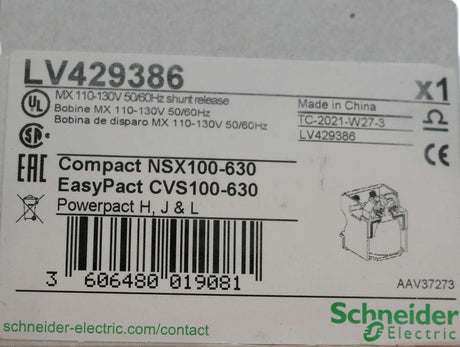 LV429386
x1
UL
MX 110-130V 50/60Hz shunt release
Bobine MX 110-130V 50/60Hz
Bobina de disparo MX 110-130V 50/60Hz
Made in China
TC-2021-W27-3
LV429386
CE
EAC
Compact NSX100-630
EasyPact CVS100-630
Powerpact H, J & L
3 606480 019081
AAV37273
schneider-electric.com/contact
Schneider
Electric